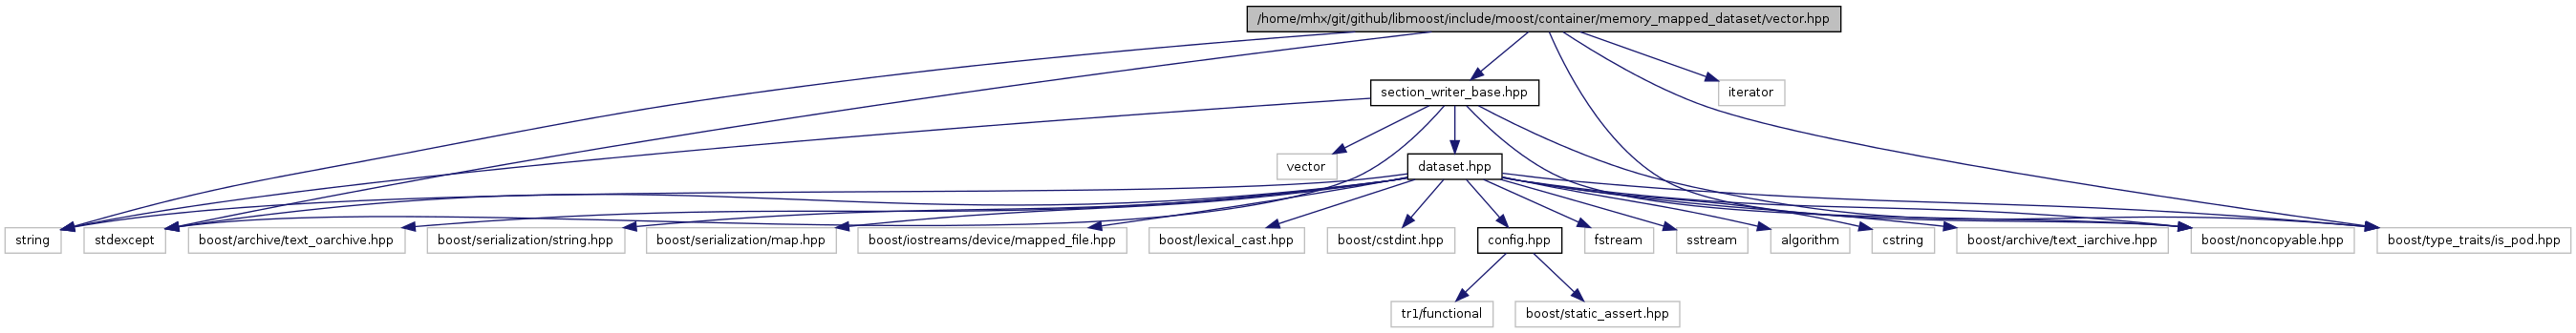 /home/mhx/git/github/libmoost/include/moost/container/memory_mapped_dataset/vector.hpp
section_writer_base.hpp
iterator
vector
dataset.hpp
string
stdexcept
boost/archive/text_oarchive.hpp
boost/serialization/string.hpp
boost/serialization/map.hpp
boost/iostreams/device/mapped_file.hpp
boost/lexical_cast.hpp
boost/cstdint.hpp
config.hpp
fstream
sstream
algorithm
cstring
boost/archive/text_iarchive.hpp
boost/noncopyable.hpp
boost/type_traits/is_pod.hpp
tr1/functional
boost/static_assert.hpp